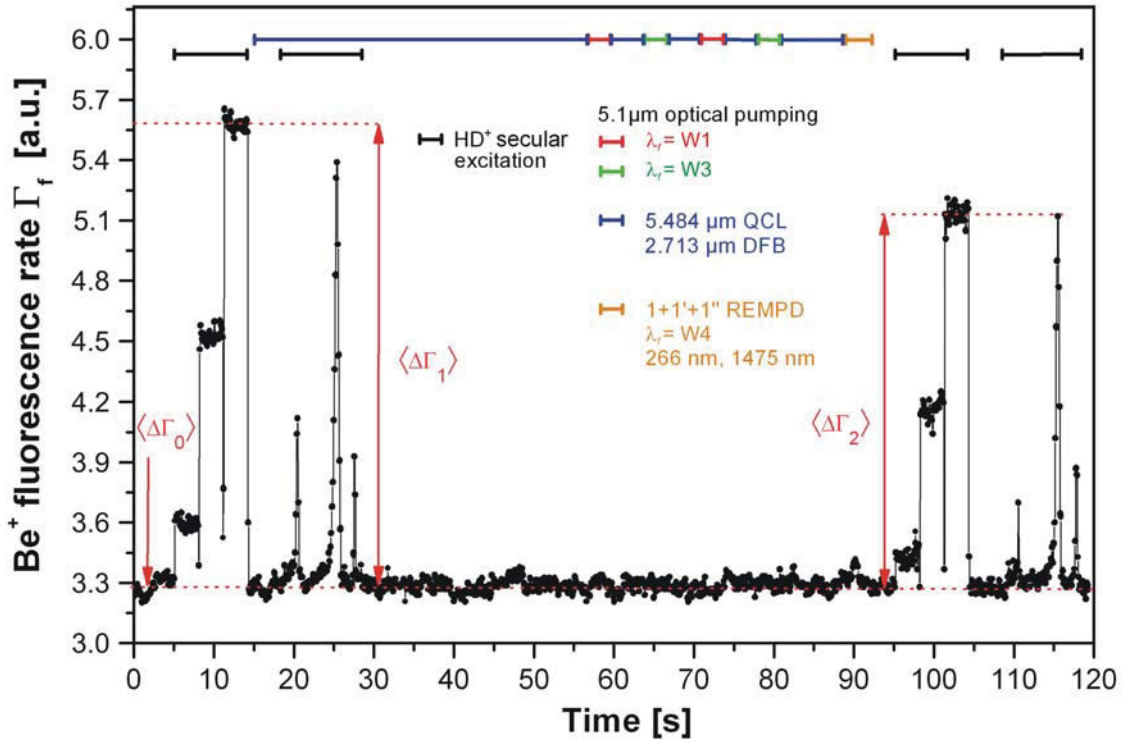 Be⁺ fluorescence rate Γf [a.u.]
6.0
5.7
5.4
5.1
4.8
4.5
4.2
3.9
3.6
3.3
3.0
HD⁺ secular
excitation
5.1µm optical pumping
λr= W1
λr= W3
5.484 µm QCL
2.713 µm DFB
1+1'+1" REMPD
λr= W4
266 nm, 1475 nm
⟨ΔΓ₀⟩
⟨ΔΓ₁⟩
⟨ΔΓ₂⟩
0 10 20 30 40 50 60 70 80 90 100 110 120
Time [s]